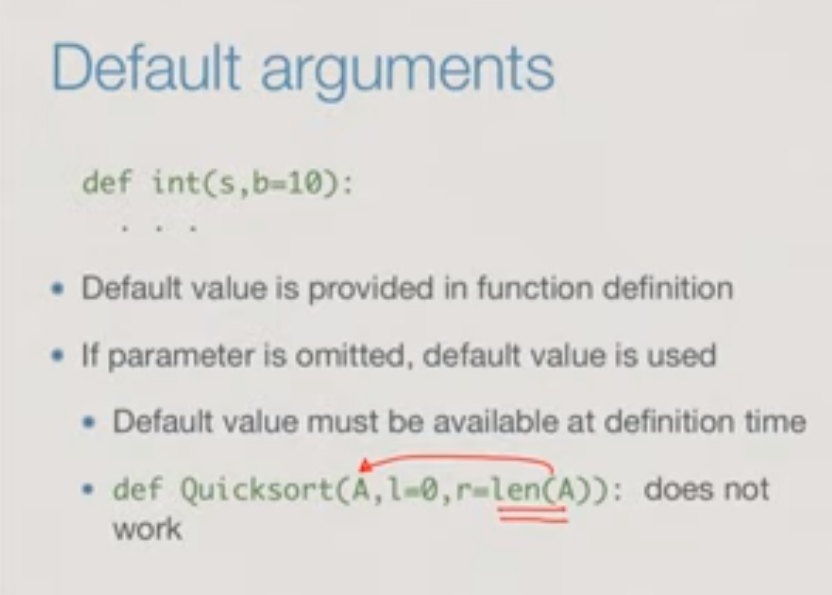 Default arguments
def int(s,b=10):
. . .
• Default value is provided in function definition
• If parameter is omitted, default value is used
• Default value must be available at definition time
• def Quicksort(A,l=0,r=len(A)): does not
work